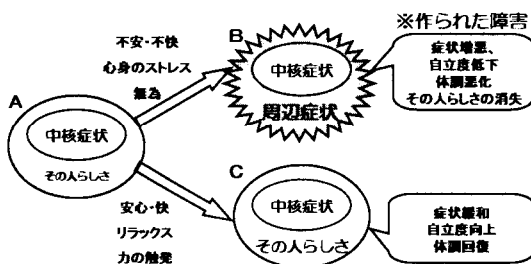 ※作られた障害
不安・不快
心身のストレス
無為
B
中核症状
周辺症状
症状増悪、
自立度低下
体調悪化
その人らしさの消失
A
中核症状
その人らしさ
安心・快
リラックス
力の触発
C
中核症状
その人らしさ
症状緩和
自立度向上
体調回復